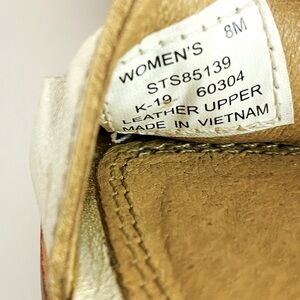 WOMEN'S 8M
STS85139
K-19 60304
LEATHER UPPER
MADE IN VIETNAM